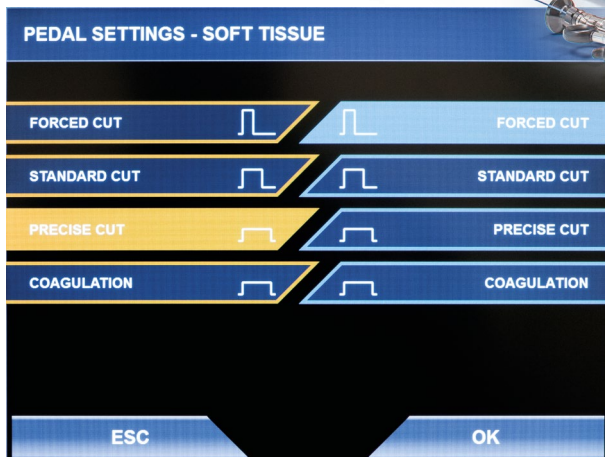 PEDAL SETTINGS - SOFT TISSUE
FORCED CUT FORCED CUT
STANDARD CUT STANDARD CUT
PRECISE CUT PRECISE CUT
COAGULATION COAGULATION
ESC OK